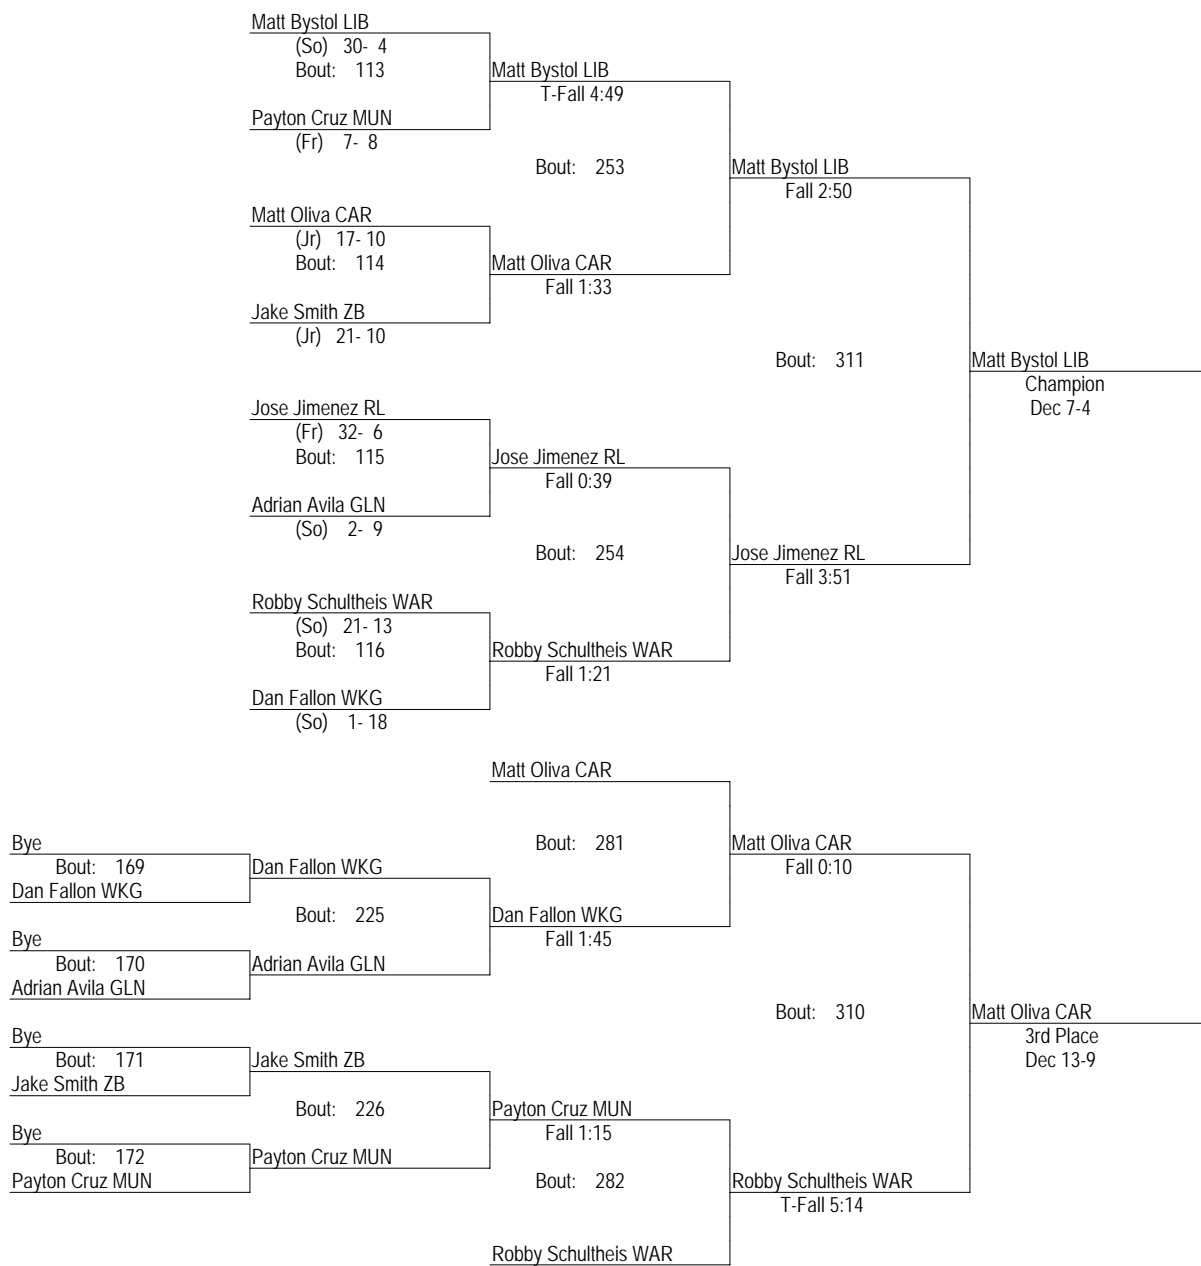 Matt Bystol LIB
(So) 30- 4
Bout: 113
Matt Bystol LIB
T-Fall 4:49
Payton Cruz MUN
(Fr) 7- 8
Bout: 253
Matt Bystol LIB
Fall 2:50
Matt Oliva CAR
(Jr) 17- 10
Bout: 114
Matt Oliva CAR
Fall 1:33
Jake Smith ZB
(Jr) 21- 10
Bout: 311
Matt Bystol LIB
Champion
Dec 7-4
Jose Jimenez RL
(Fr) 32- 6
Bout: 115
Jose Jimenez RL
Fall 0:39
Adrian Avila GLN
(So) 2- 9
Bout: 254
Jose Jimenez RL
Fall 3:51
Robby Schultheis WAR
(So) 21- 13
Bout: 116
Robby Schultheis WAR
Fall 1:21
Dan Fallon WKG
(So) 1- 18
Matt Oliva CAR
Bout: 281
Matt Oliva CAR
Fall 0:10
Bye
Bout: 169
Dan Fallon WKG
Dan Fallon WKG
Bout: 225
Dan Fallon WKG
Fall 1:45
Bye
Bout: 170
Adrian Avila GLN
Adrian Avila GLN
Bout: 310
Matt Oliva CAR
3rd Place
Dec 13-9
Bye
Bout: 171
Jake Smith ZB
Jake Smith ZB
Bout: 226
Payton Cruz MUN
Fall 1:15
Bye
Bout: 172
Payton Cruz MUN
Payton Cruz MUN
Bout: 282
Robby Schultheis WAR
T-Fall 5:14
Robby Schultheis WAR